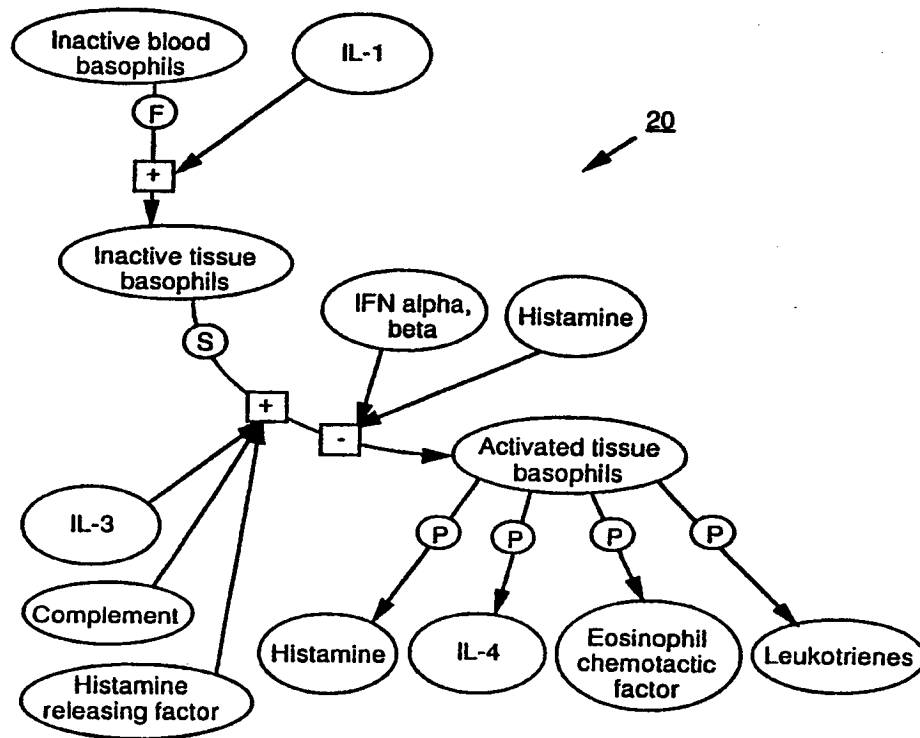 Inactive blood
basophils
IL-1
F
20
+
Inactive tissue
basophils
IFN alpha,
beta
Histamine
S
+
-
Activated tissue
basophils
IL-3
P
P
P
P
Complement
Histamine
IL-4
Eosinophil
chemotactic
factor
Leukotrienes
Histamine
releasing factor